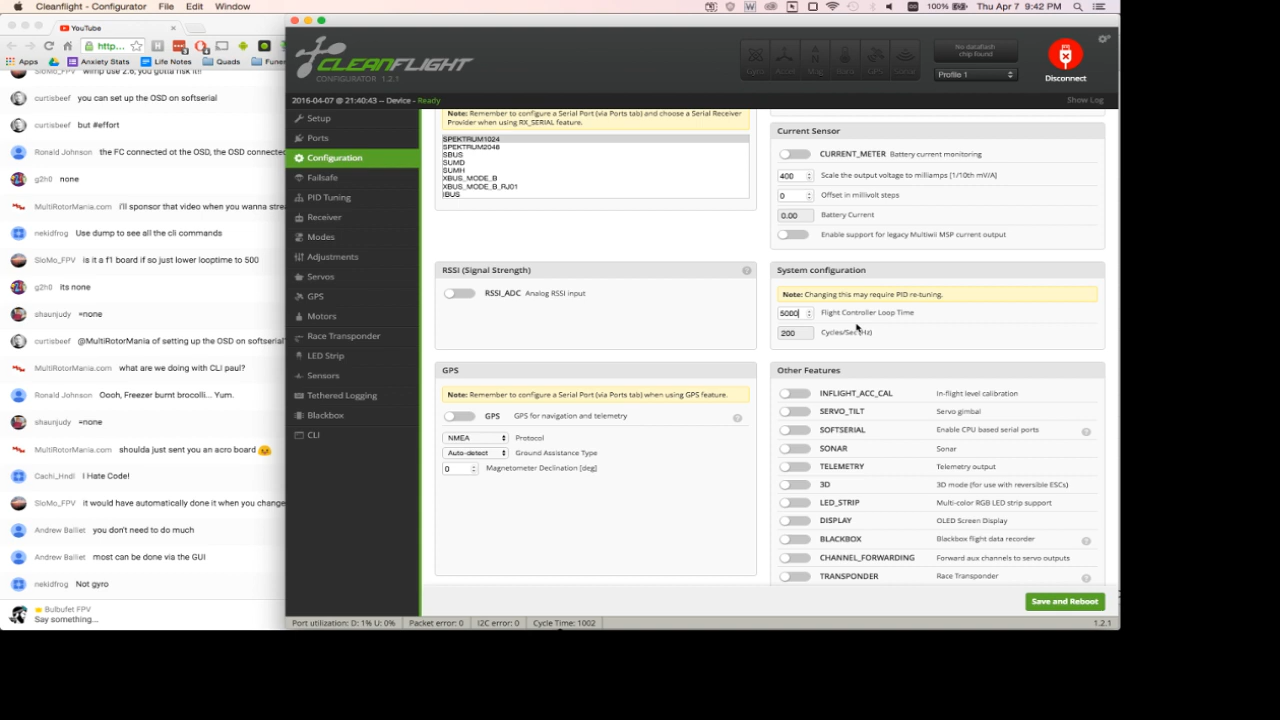 Cleanflight - Configurator File Edit Window
100% Thu Apr 7 9:42 PM
YouTube
http...
Apps Anxiety Stats Life Notes Quads Funer
SloMo_FPV wimp use 2.6, you gotta risk it!!
curtisbeef you can set up the OSD on softserial
curtisbeef but #effort
Ronald Johnson the FC connected ot the OSD, the OSD connected
g2h0 none
MultiRotorMania.com i'll sponsor that video when you wanna strea
nekidfrog Use dump to see all the cli commands
SloMo_FPV is it a f1 board if so just lower looptime to 500
g2h0 its none
shaunjudy =none
curtisbeef @MultiRotorMania of setting up the OSD on softserial
MultiRotorMania.com what are we doing with CLI paul?
Ronald Johnson Oooh, Freezer burnt brocolli... Yum.
shaunjudy =none
MultiRotorMania.com shoulda just sent you an acro board
Cachi_Hndl I Hate Code!
SloMo_FPV it would have automatically done it when you change
Andrew Balliet you don't need to do much
Andrew Balliet most can be done via the GUI
nekidfrog Not gyro
Bulbufet FPV
Say something...
CLEANFLIGHT
CONFIGURATOR 1.2.1
No dataflash
chip found
Profile 1
Disconnect
2016-04-07 @ 21:40:43 -- Device - Ready
Show Log
Setup
Ports
Configuration
Failsafe
PID Tuning
Receiver
Modes
Adjustments
Servos
GPS
Motors
Race Transponder
LED Strip
Sensors
Tethered Logging
Blackbox
CLI
Note: Remember to configure a Serial Port (via Ports tab) and choose a Serial Receiver
Provider when using RX_SERIAL feature.
SPEKTRUM1024
SPEKTRUM2048
SBUS
SUMD
SUMH
XBUS_MODE_B
XBUS_MODE_B_RJ01
IBUS
Current Sensor
CURRENT_METER Battery current monitoring
400 Scale the output voltage to milliamps [1/10th mV/A]
0 Offset in millivolt steps
0.00 Battery Current
Enable support for legacy Multiwii MSP current output
RSSI (Signal Strength)
RSSI_ADC Analog RSSI input
System configuration
Note: Changing this may require PID re-tuning.
5000 Flight Controller Loop Time
200 Cycles/Sec (Hz)
GPS
Note: Remember to configure a Serial Port (via Ports tab) when using GPS feature.
GPS GPS for navigation and telemetry
NMEA Protocol
Auto-detect Ground Assistance Type
0 Magnetometer Declination [deg]
Other Features
INFLIGHT_ACC_CAL In-flight level calibration
SERVO_TILT Servo gimbal
SOFTSERIAL Enable CPU based serial ports
SONAR Sonar
TELEMETRY Telemetry output
3D 3D mode (for use with reversible ESCs)
LED_STRIP Multi-color RGB LED strip support
DISPLAY OLED Screen Display
BLACKBOX Blackbox flight data recorder
CHANNEL_FORWARDING Forward aux channels to servo outputs
TRANSPONDER Race Transponder
Save and Reboot
Port utilization: D: 1% U: 0% Packet error: 0 I2C error: 0 Cycle Time: 1002
1.2.1